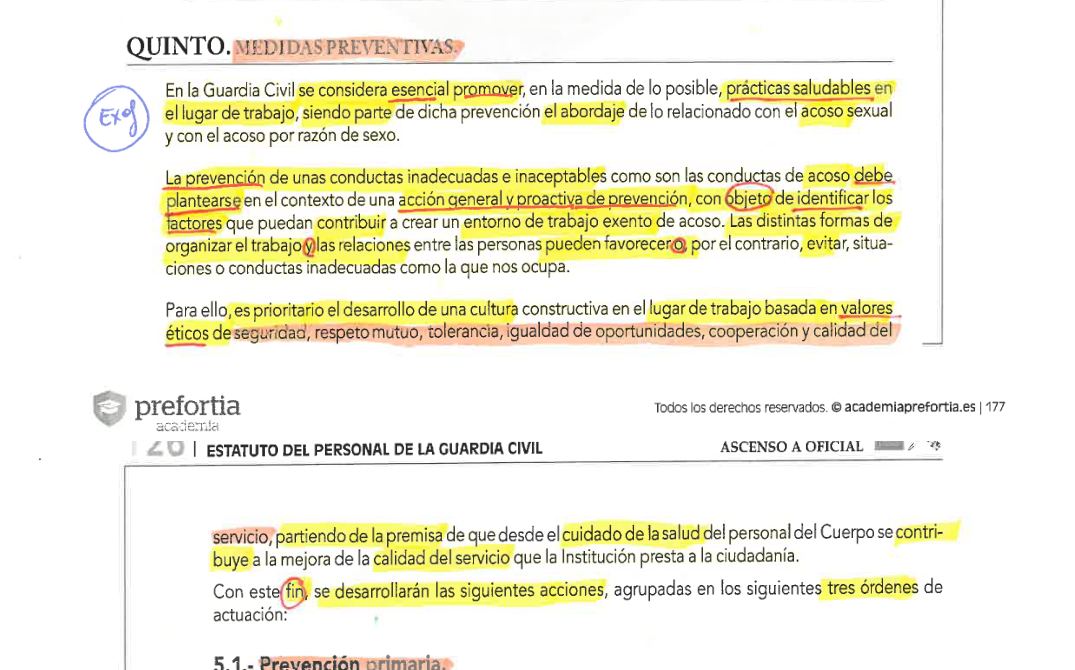 QUINTO. MEDIDAS PREVENTIVAS.
En la Guardia Civil se considera esencial promover, en la medida de lo posible, prácticas saludables en
Exof
el lugar de trabajo, siendo parte de dicha prevención el abordaje de lo relacionado con el acoso sexual
y con el acoso por razón de sexo.
La prevención de unas conductas inadecuadas e inaceptables como son las conductas de acoso debe
plantearse en el contexto de una acción general y proactiva de prevención, con objeto de identificar los
factores que puedan contribuir a crear un entorno de trabajo exento de acoso. Las distintas formas de
organizar el trabajo y las relaciones entre las personas pueden favorecer o, por el contrario, evitar, situa-
ciones o conductas inadecuadas como la que nos ocupa.
Para ello, es prioritario el desarrollo de una cultura constructiva en el lugar de trabajo basada en valores
éticos de seguridad, respeto mutuo, tolerancia, igualdad de oportunidades, cooperación y calidad del
prefortia
academia
Todos los derechos reservados. © academiaprefortia.es | 177
126 | ESTATUTO DEL PERSONAL DE LA GUARDIA CIVIL
ASCENSO A OFICIAL
servicio, partiendo de la premisa de que desde el cuidado de la salud del personal del Cuerpo se contri-
buye a la mejora de la calidad del servicio que la Institución presta a la ciudadanía.
Con este fin, se desarrollarán las siguientes acciones, agrupadas en los siguientes tres órdenes de
actuación:
5.1.- Prevención primaria.